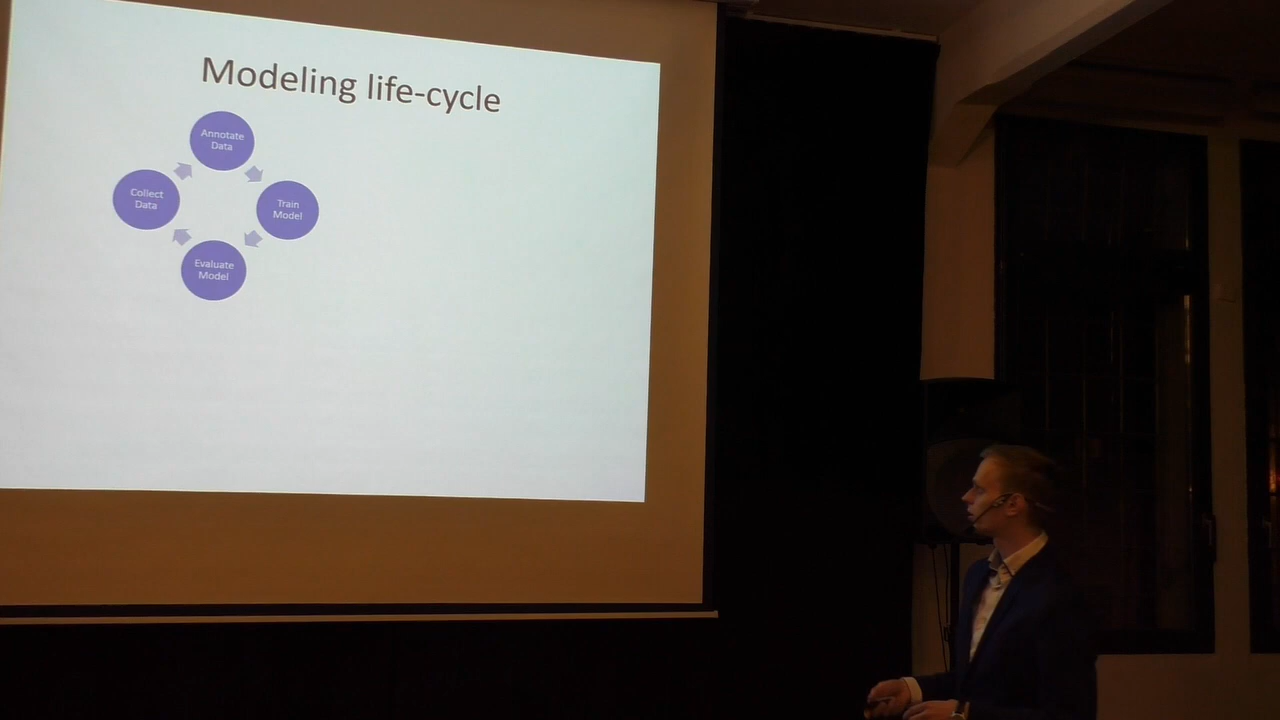 Modeling life-cycle
Annotate
Data
Collect
Data
Train
Model
Evaluate
Model